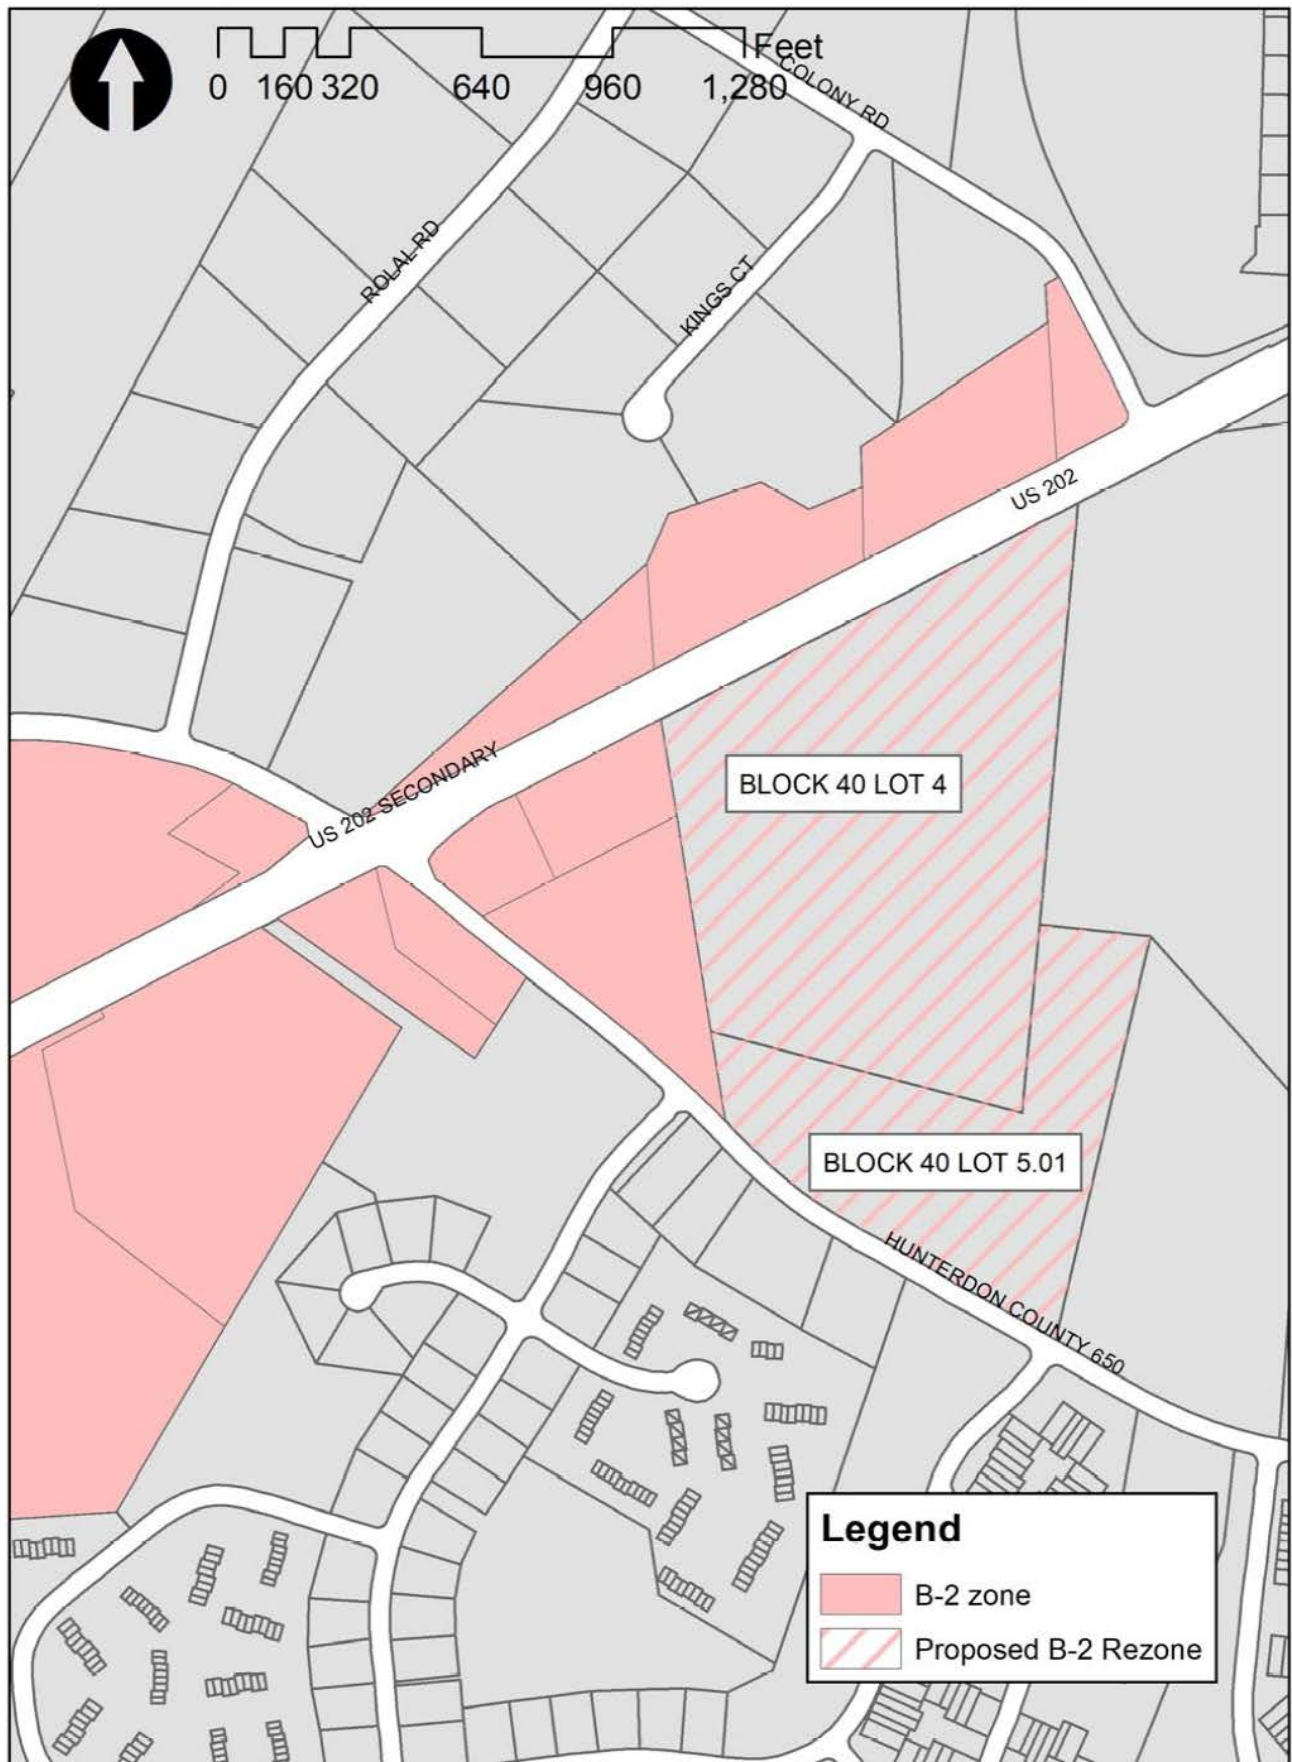 Feet
0 160 320 640 960 1,280
COLONY RD
ROLAL RD
KINGS CT
US 202
US 202 SECONDARY
BLOCK 40 LOT 4
BLOCK 40 LOT 5.01
HUNTERDON COUNTY 650
Legend
B-2 zone
Proposed B-2 Rezone